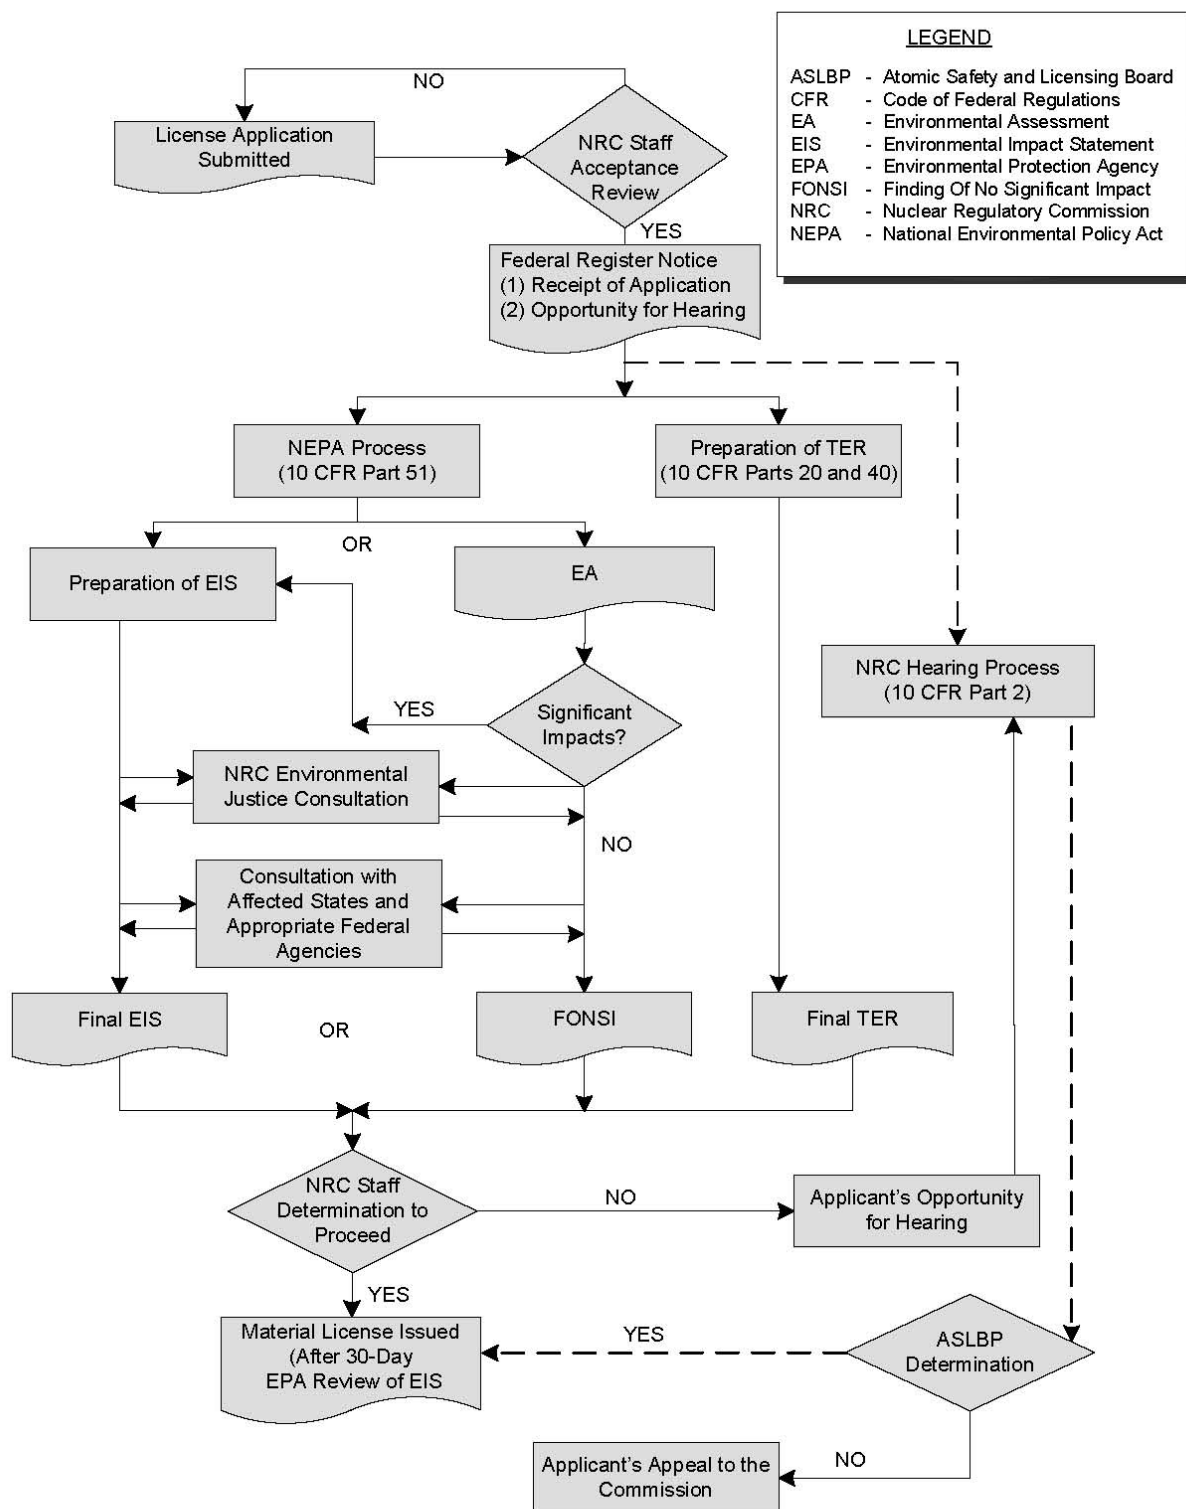 LEGEND
ASLBP - Atomic Safety and Licensing Board
CFR - Code of Federal Regulations
EA - Environmental Assessment
EIS - Environmental Impact Statement
EPA - Environmental Protection Agency
FONSI - Finding Of No Significant Impact
NRC - Nuclear Regulatory Commission
NEPA - National Environmental Policy Act
NO
License Application
Submitted
NRC Staff
Acceptance
Review
YES
Federal Register Notice
(1) Receipt of Application
(2) Opportunity for Hearing
NEPA Process
(10 CFR Part 51)
Preparation of TER
(10 CFR Parts 20 and 40)
OR
Preparation of EIS
EA
NRC Hearing Process
(10 CFR Part 2)
YES
Significant
Impacts?
NRC Environmental
Justice Consultation
NO
Consultation with
Affected States and
Appropriate Federal
Agencies
Final EIS
OR
FONSI
Final TER
NRC Staff
Determination to
Proceed
NO
Applicant's Opportunity
for Hearing
YES
Material License Issued
(After 30-Day
EPA Review of EIS
YES
ASLBP
Determination
Applicant's Appeal to the
Commission
NO